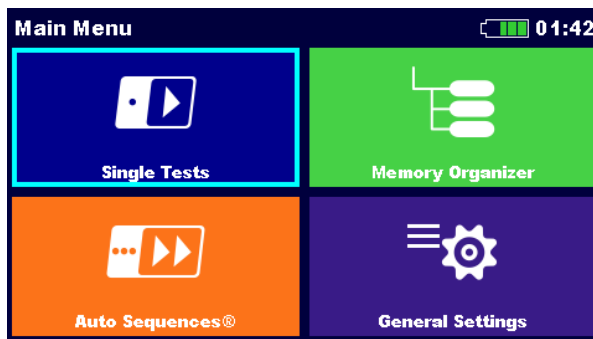 Main Menu 01:42
Single Tests
Memory Organizer
Auto Sequences®
General Settings